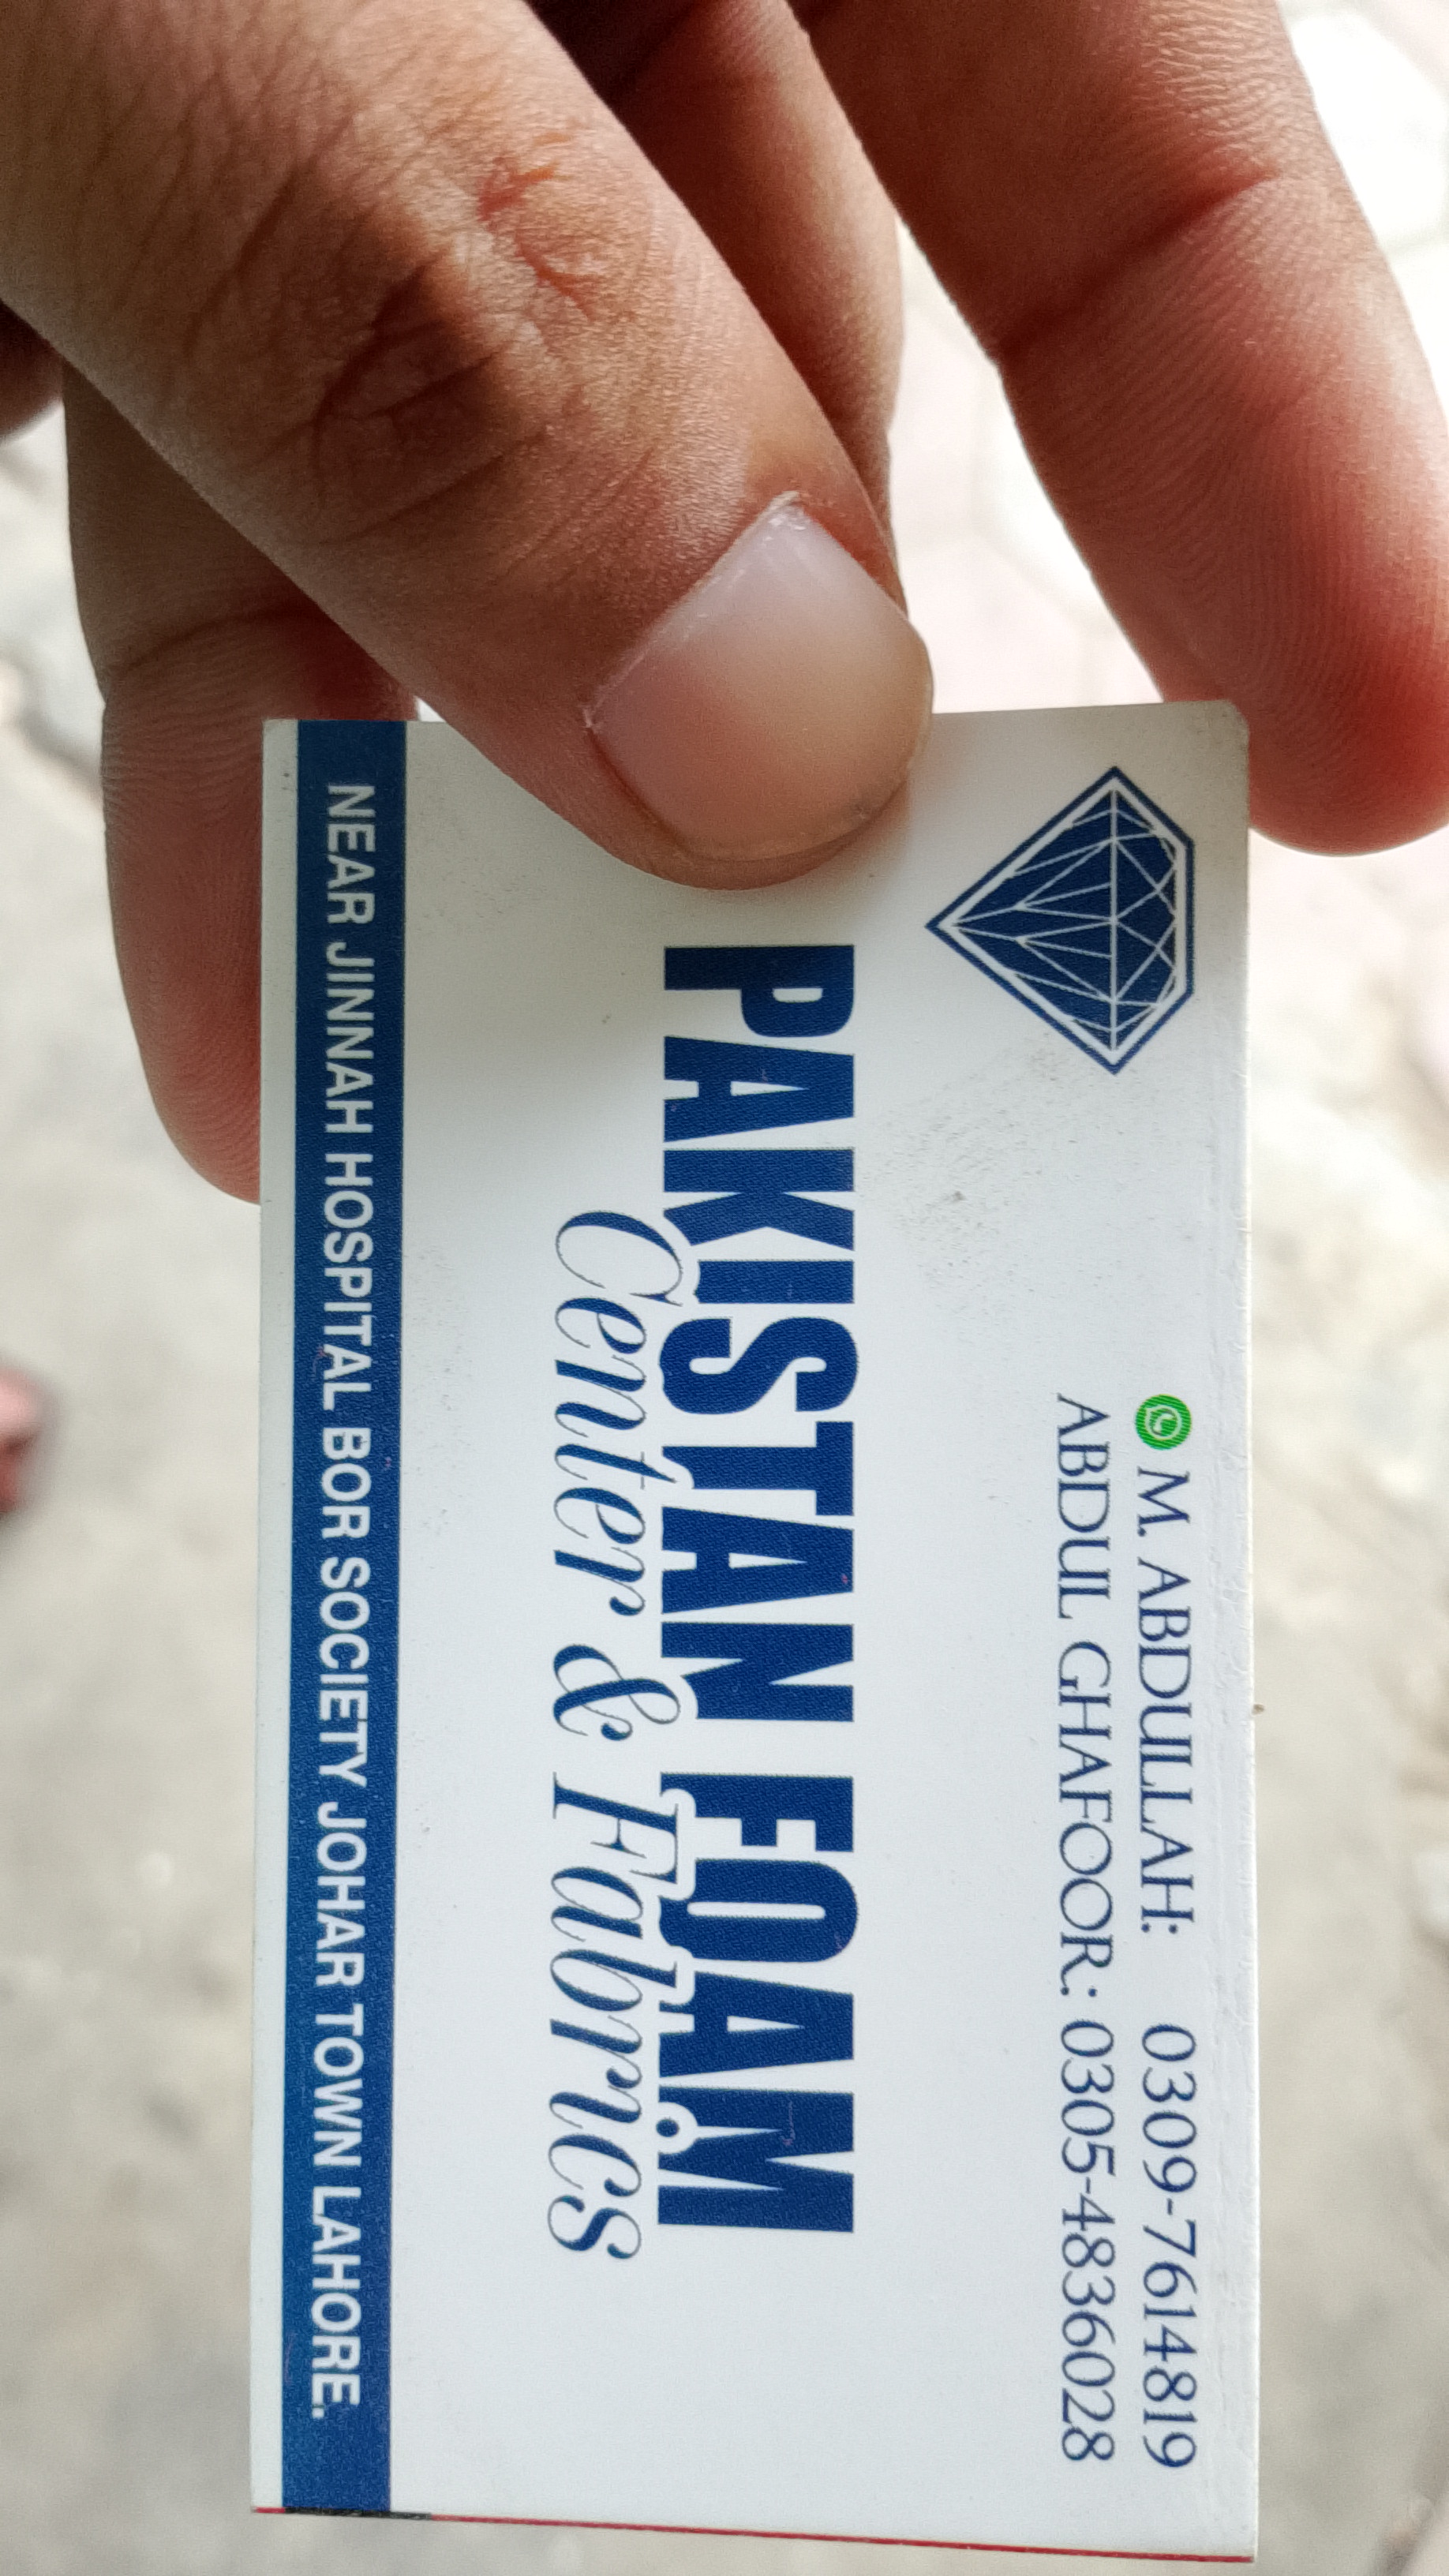 M. ABDULLAH: 0309-7614819
ABDUL GHAFOOR: 0305-4836028
PAKISTAN FOAM
Center & Fabrics
NEAR JINNAH HOSPITAL BOR SOCIETY JOHAR TOWN LAHORE.